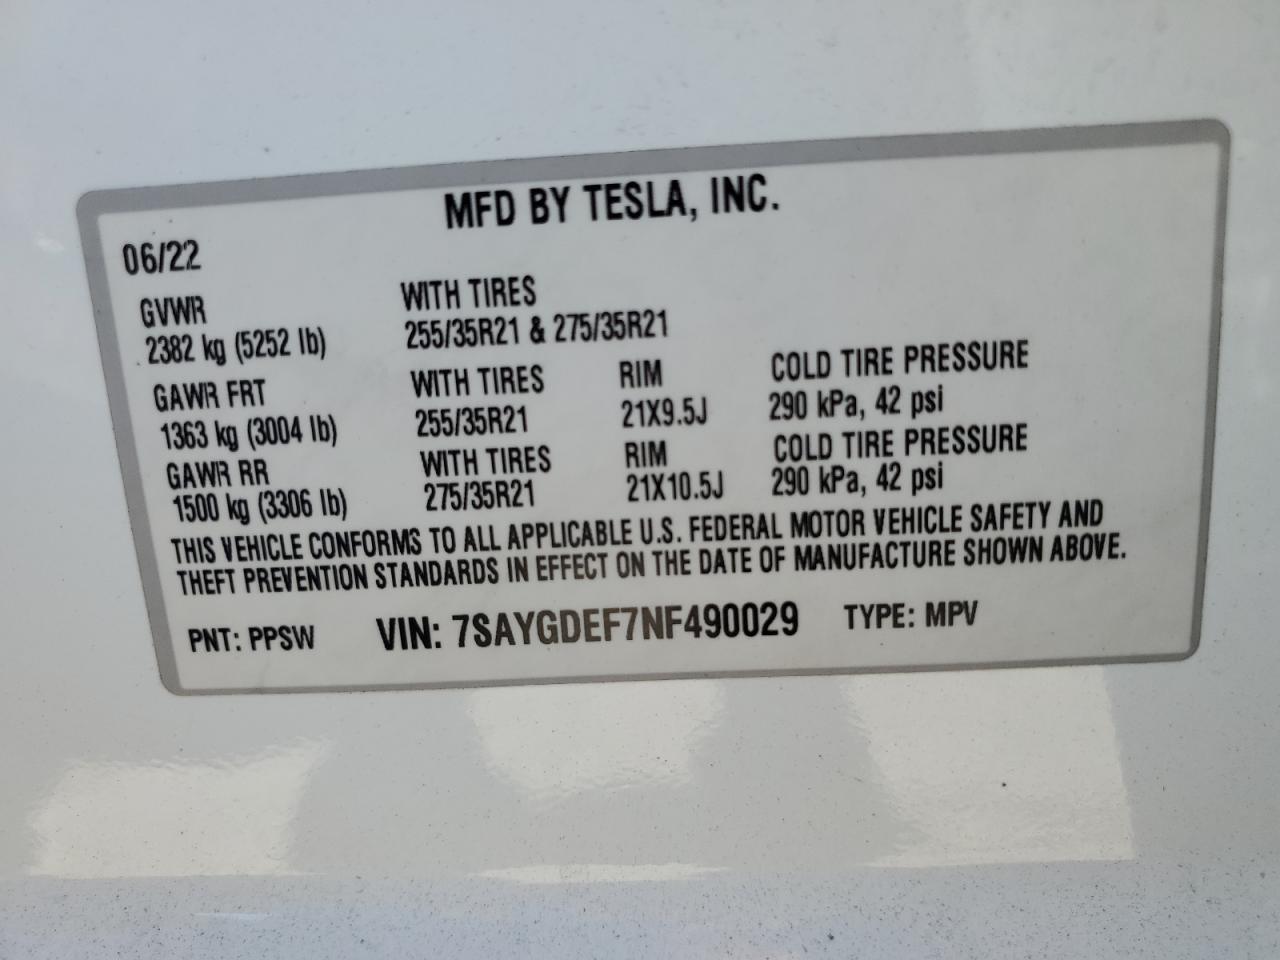 MFD BY TESLA, INC.
06/22
GVWR WITH TIRES
2382 kg (5252 lb) 255/35R21 & 275/35R21
GAWR FRT WITH TIRES RIM COLD TIRE PRESSURE
1363 kg (3004 lb) 255/35R21 21X9.5J 290 kPa, 42 psi
GAWR RR WITH TIRES RIM COLD TIRE PRESSURE
1500 kg (3306 lb) 275/35R21 21X10.5J 290 kPa, 42 psi
THIS VEHICLE CONFORMS TO ALL APPLICABLE U.S. FEDERAL MOTOR VEHICLE SAFETY AND
THEFT PREVENTION STANDARDS IN EFFECT ON THE DATE OF MANUFACTURE SHOWN ABOVE.
PNT: PPSW VIN: 7SAYGDEF7NF490029 TYPE: MPV